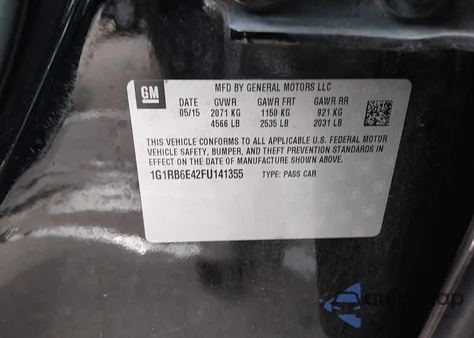 GM
MFD BY GENERAL MOTORS LLC
DATE GVWR GAWR FRT GAWR RR
05/15 2071 KG 1150 KG 921 KG
4566 LB 2535 LB 2031 LB
THIS VEHICLE CONFORMS TO ALL APPLICABLE U.S. FEDERAL MOTOR
VEHICLE SAFETY, BUMPER, AND THEFT PREVENTION STANDARDS
IN EFFECT ON THE DATE OF MANUFACTURE SHOWN ABOVE.
1G1RB6E42FU141355 TYPE: PASS CAR